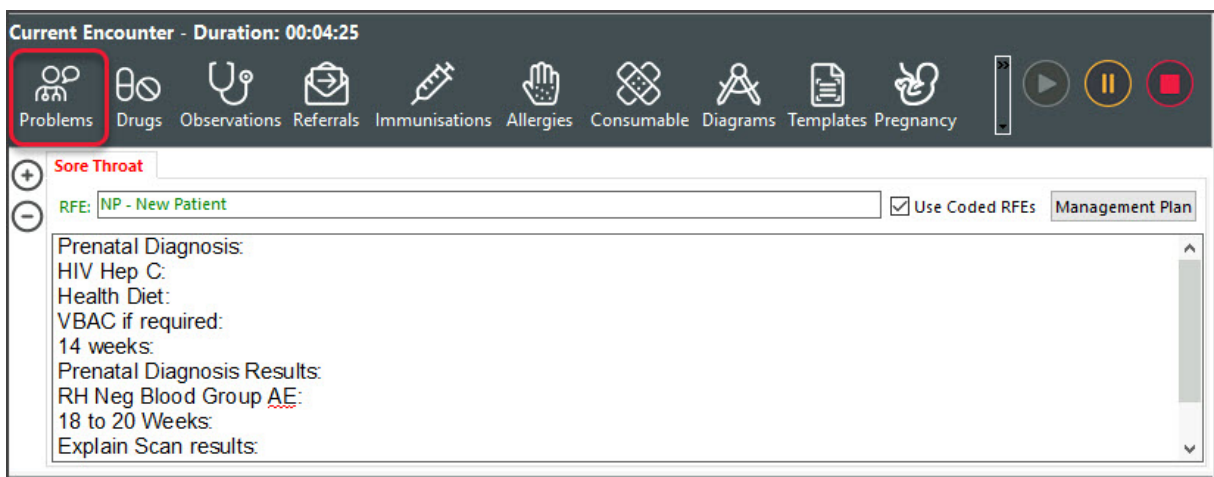 Current Encounter - Duration: 00:04:25
Problems Drugs Observations Referrals Immunisations Allergies Consumable Diagrams Templates Pregnancy
Sore Throat
RFE: NP - New Patient Use Coded RFEs Management Plan
Prenatal Diagnosis:
HIV Hep C:
Health Diet:
VBAC if required:
14 weeks:
Prenatal Diagnosis Results:
RH Neg Blood Group AE:
18 to 20 Weeks:
Explain Scan results: